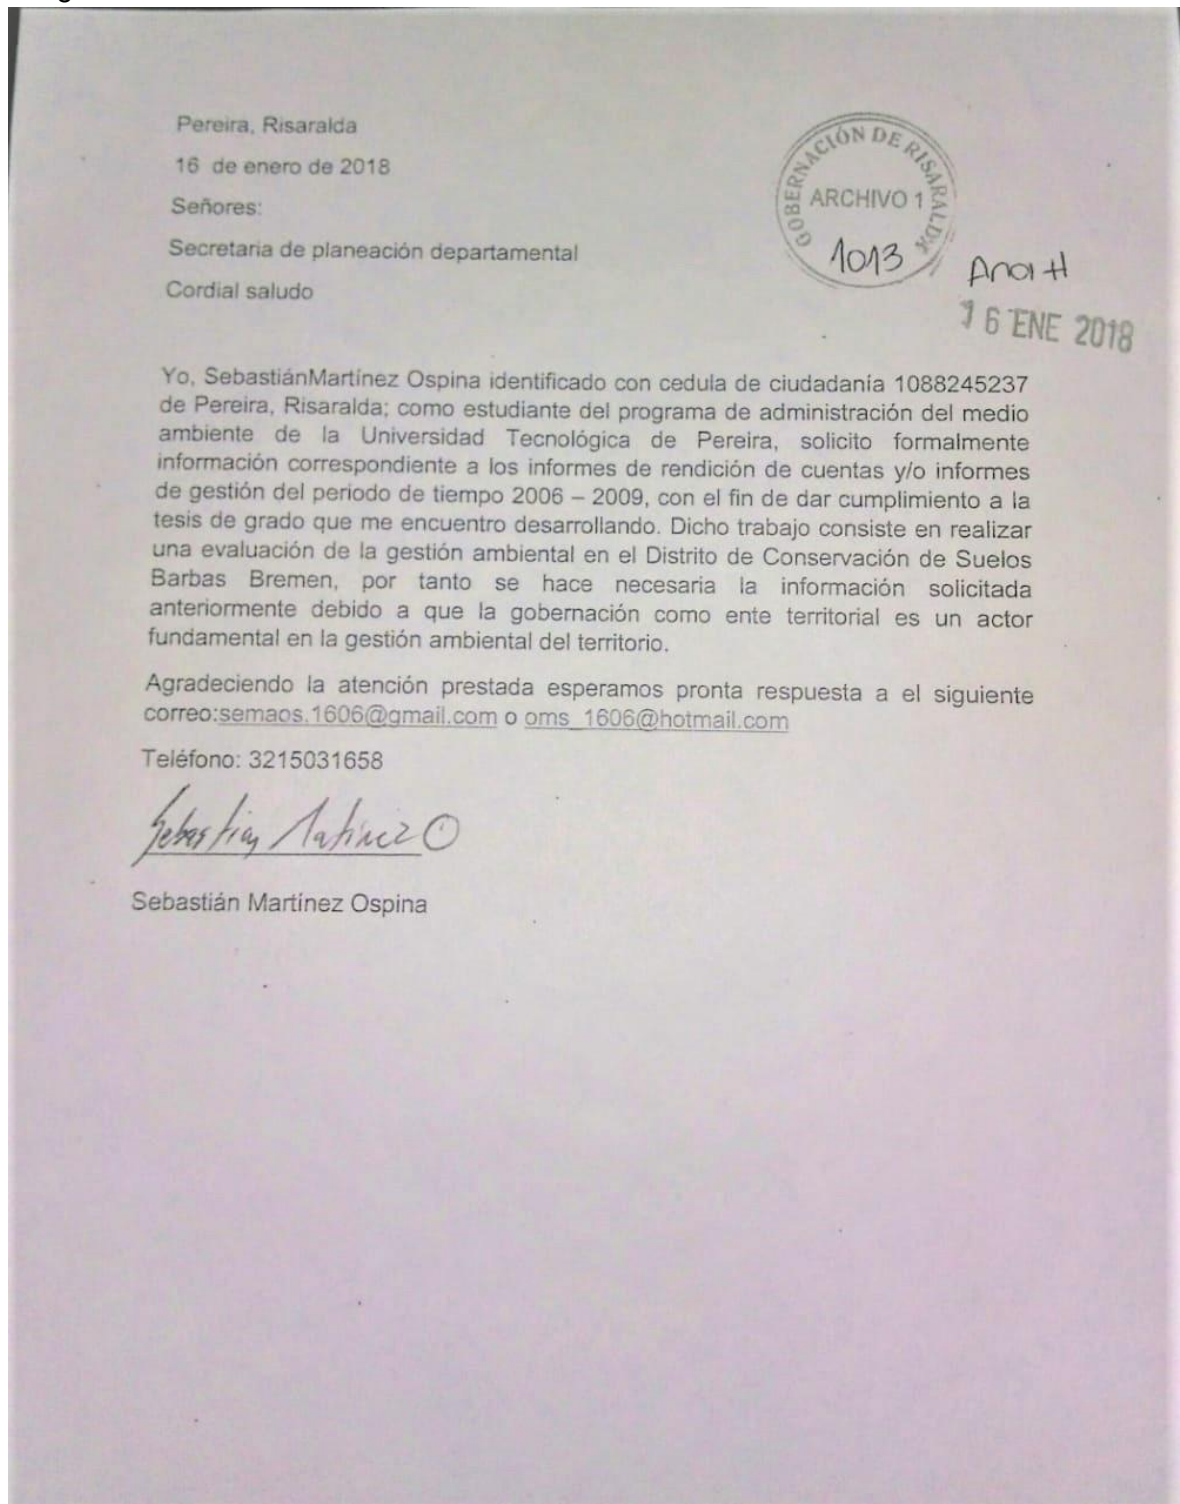 Pereira, Risaralda
16 de enero de 2018
Señores:
Secretaria de planeación departamental
Cordial saludo
GOBERNACIÓN DE RISARALDA
ARCHIVO 1
1013
Ana H
16 ENE 2018
Yo, SebastiánMartínez Ospina identificado con cedula de ciudadanía 1088245237
de Pereira, Risaralda; como estudiante del programa de administración del medio
ambiente de la Universidad Tecnológica de Pereira, solicito formalmente
información correspondiente a los informes de rendición de cuentas y/o informes
de gestión del periodo de tiempo 2006 – 2009, con el fin de dar cumplimiento a la
tesis de grado que me encuentro desarrollando. Dicho trabajo consiste en realizar
una evaluación de la gestión ambiental en el Distrito de Conservación de Suelos
Barbas Bremen, por tanto se hace necesaria la información solicitada
anteriormente debido a que la gobernación como ente territorial es un actor
fundamental en la gestión ambiental del territorio.
Agradeciendo la atención prestada esperamos pronta respuesta a el siguiente
correo:semaos.1606@gmail.com o oms_1606@hotmail.com
Teléfono: 3215031658
Sebastian Matinez O
Sebastián Martínez Ospina